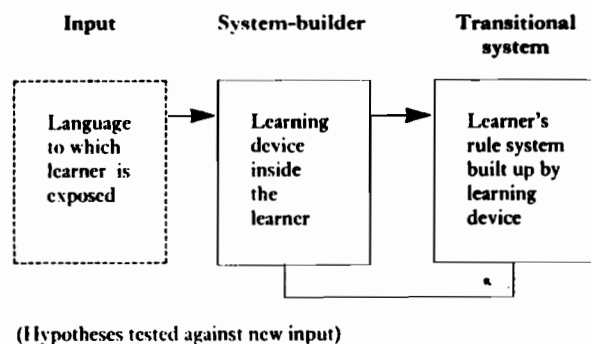 Input
System-builder
Transitional
system
Language
to which
learner is
exposed
Learning
device
inside
the
learner
Learner's
rule system
built up by
learning
device
(Hypotheses tested against new input)